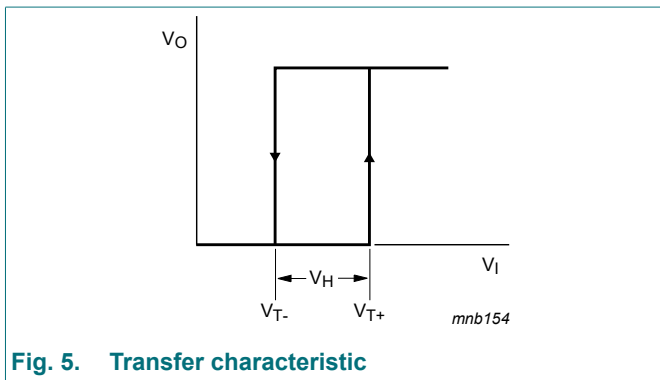 VO
VI
VH
VT-
VT+
mnb154
Fig. 5. Transfer characteristic